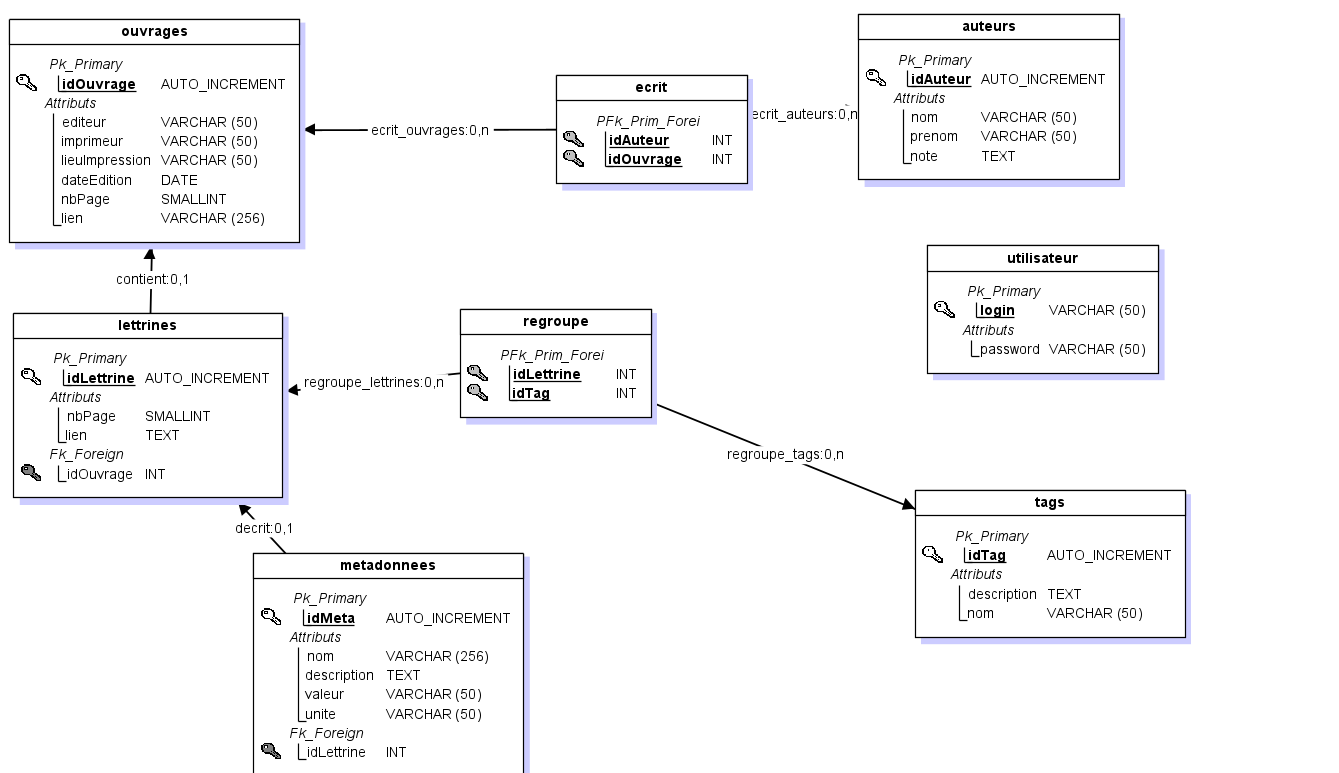 ouvrages
Pk_Primary
idOuvrage AUTO_INCREMENT
Attributs
editeur VARCHAR (50)
imprimeur VARCHAR (50)
lieuImpression VARCHAR (50)
dateEdition DATE
nbPage SMALLINT
lien VARCHAR (256)
ecrit_ouvrages:0,n
ecrit
PFk_Prim_Forei
idAuteur INT
idOuvrage INT
ecrit_auteurs:0,n
auteurs
Pk_Primary
idAuteur AUTO_INCREMENT
Attributs
nom VARCHAR (50)
prenom VARCHAR (50)
note TEXT
utilisateur
Pk_Primary
login VARCHAR (50)
Attributs
password VARCHAR (50)
contient:0,1
lettrines
Pk_Primary
idLettrine AUTO_INCREMENT
Attributs
nbPage SMALLINT
lien TEXT
Fk_Foreign
idOuvrage INT
regroupe_lettrines:0,n
regroupe
PFk_Prim_Forei
idLettrine INT
idTag INT
regroupe_tags:0,n
tags
Pk_Primary
idTag AUTO_INCREMENT
Attributs
description TEXT
nom VARCHAR (50)
decrit:0,1
metadonnees
Pk_Primary
idMeta AUTO_INCREMENT
Attributs
nom VARCHAR (256)
description TEXT
valeur VARCHAR (50)
unite VARCHAR (50)
Fk_Foreign
idLettrine INT